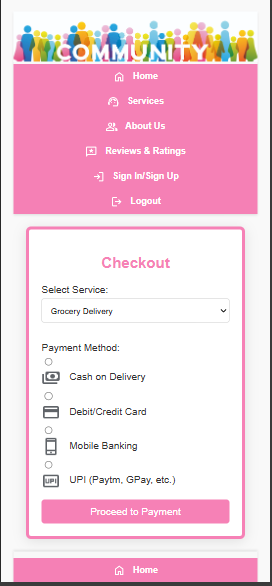 COMMUNITY
Home
Services
About Us
Reviews & Ratings
Sign In/Sign Up
Logout
Checkout
Select Service:
Grocery Delivery
Payment Method:
Cash on Delivery
Debit/Credit Card
Mobile Banking
UPI
UPI (Paytm, GPay, etc.)
Proceed to Payment
Home